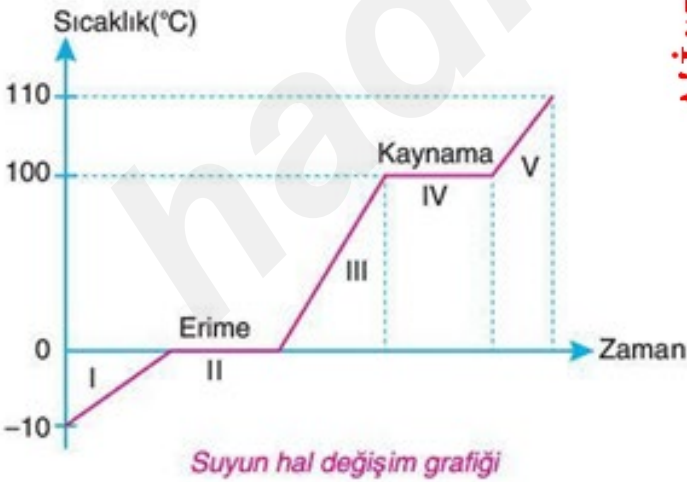 Sıcaklık(°C)
110
100
Kaynama
V
IV
III
Erime
0
Zaman
I
II
–10
Suyun hal değişim grafiği